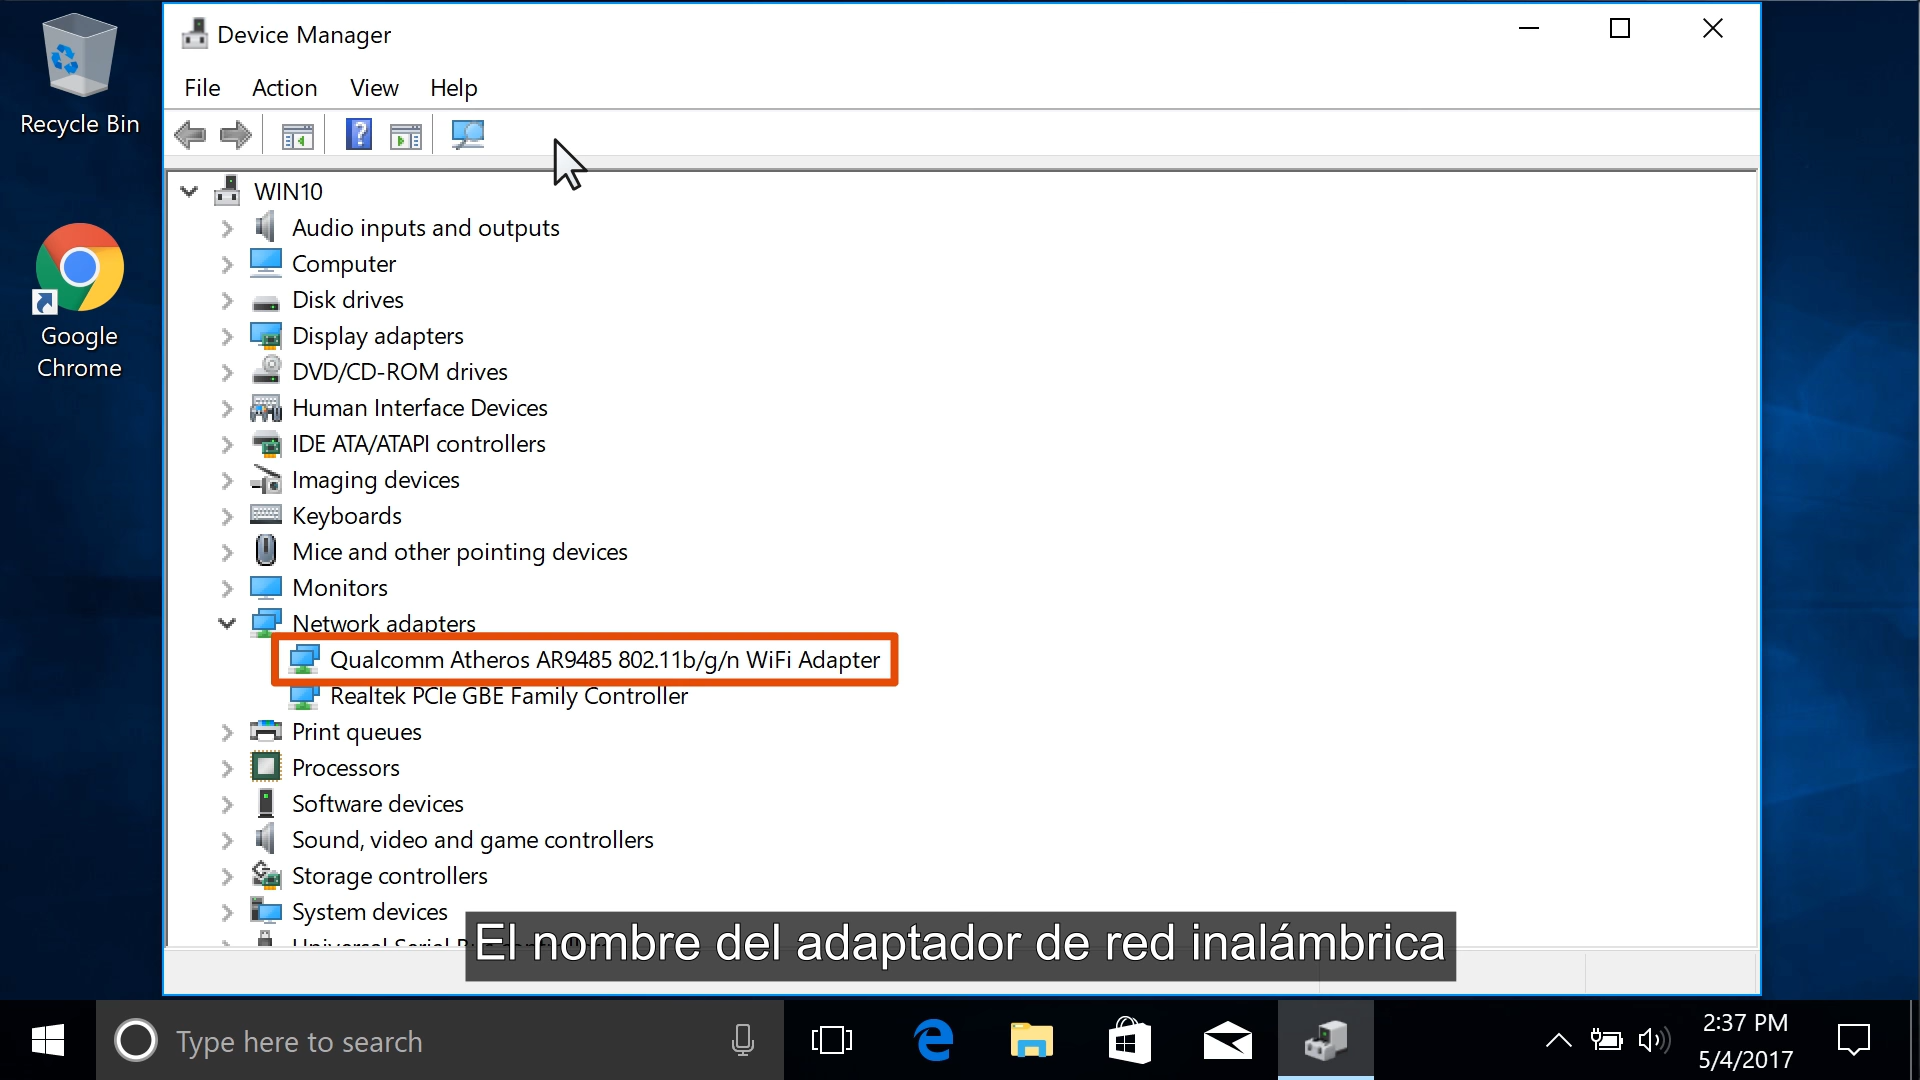 Recycle Bin
Google
Chrome
Device Manager
File Action View Help
WIN10
Audio inputs and outputs
Computer
Disk drives
Display adapters
DVD/CD-ROM drives
Human Interface Devices
IDE ATA/ATAPI controllers
Imaging devices
Keyboards
Mice and other pointing devices
Monitors
Network adapters
Qualcomm Atheros AR9485 802.11b/g/n WiFi Adapter
Realtek PCIe GBE Family Controller
Print queues
Processors
Software devices
Sound, video and game controllers
Storage controllers
System devices
El nombre del adaptador de red inalámbrica
Type here to search
2:37 PM
5/4/2017